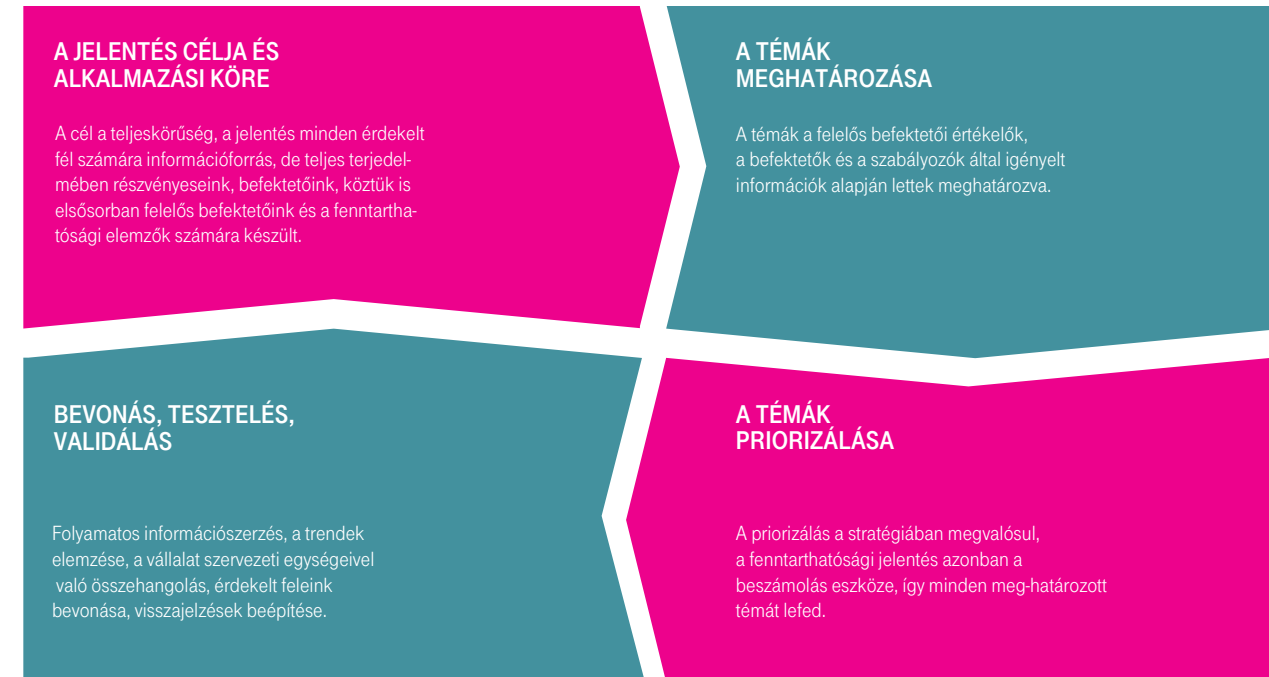 A JELENTÉS CÉLJA ÉS
ALKALMAZÁSI KÖRE
A cél a teljeskörűség, a jelentés minden érdekelt
fél számára információforrás, de teljes terjedel-
mében részvényeseink, befektetőink, köztük is
elsősorban felelős befektetőink és a fenntartha-
tósági elemzők számára készült.
A TÉMÁK
MEGHATÁROZÁSA
A témák a felelős befektetői értékelők,
a befektetők és a szabályozók által igényelt
információk alapján lettek meghatározva.
BEVONÁS, TESZTELÉS,
VALIDÁLÁS
Folyamatos információszerzés, a trendek
elemzése, a vállalat szervezeti egységeivel
való összehangolás, érdekelt feleink
bevonása, visszajelzések beépítése.
A TÉMÁK
PRIORIZÁLÁSA
A priorizálás a stratégiában megvalósul,
a fenntarthatósági jelentés azonban a
beszámolás eszköze, így minden meg-határozott
témát lefed.